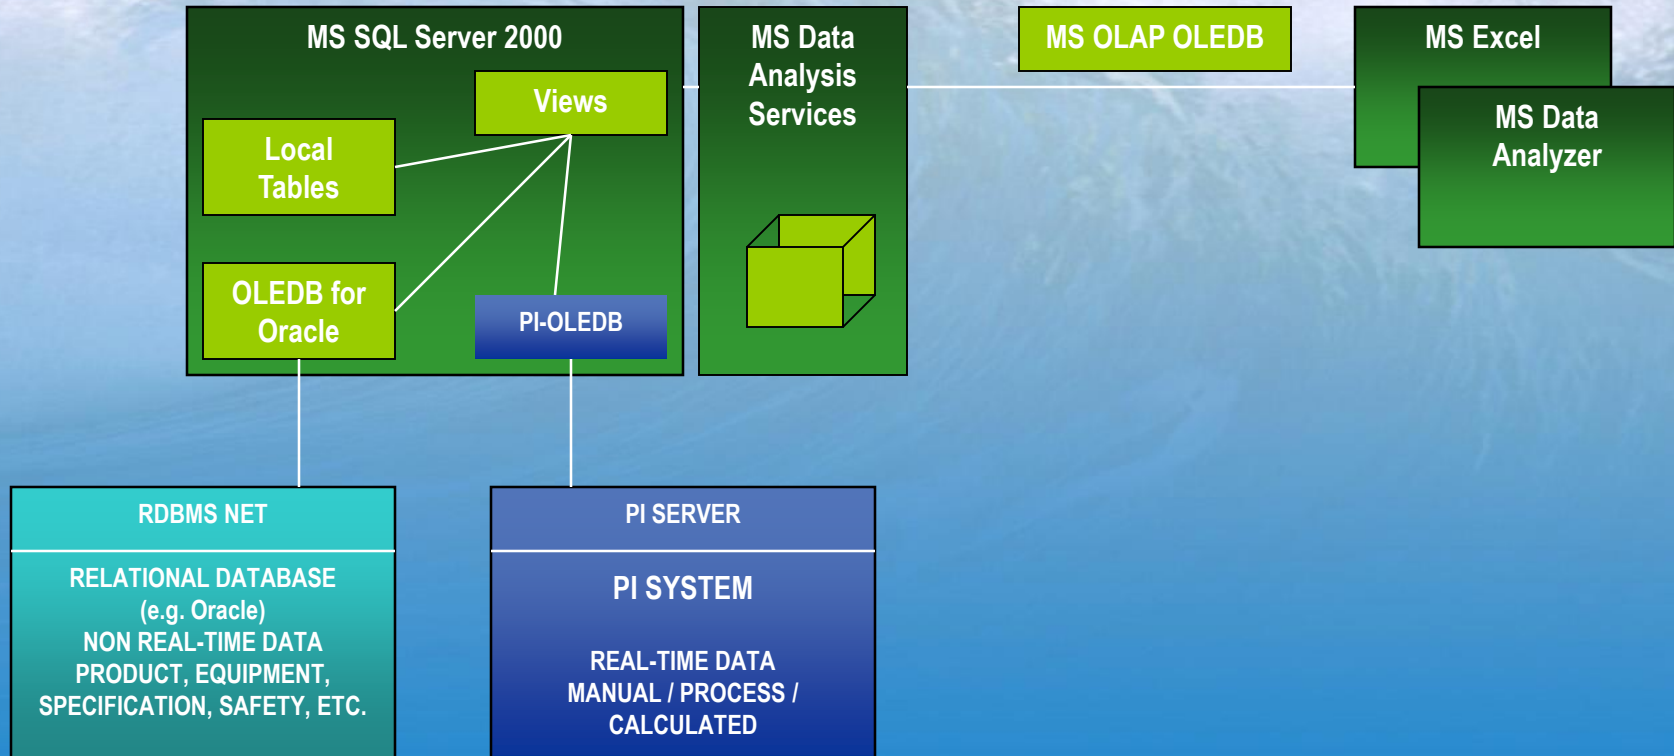 MS SQL Server 2000
Views
Local
Tables
OLEDB for
Oracle
PI-OLEDB
MS Data
Analysis
Services
MS OLAP OLEDB
MS Excel
MS Data
Analyzer
RDBMS NET
RELATIONAL DATABASE
(e.g. Oracle)
NON REAL-TIME DATA
PRODUCT, EQUIPMENT,
SPECIFICATION, SAFETY, ETC.
PI SERVER
PI SYSTEM
REAL-TIME DATA
MANUAL / PROCESS /
CALCULATED